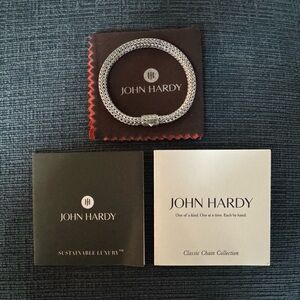 JOHN HARDY
JOHN HARDY
SUSTAINABLE LUXURY™
JOHN HARDY
One of a kind. One at a time. Each by hand.
Classic Chain Collection